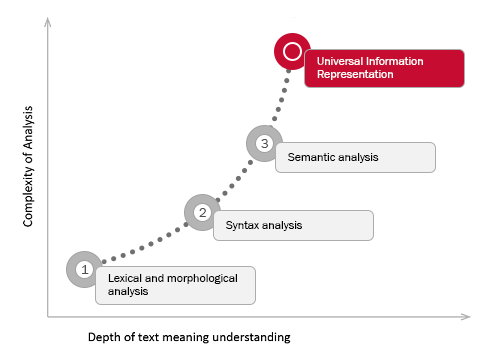 Universal Information
Representation
Complexity of Analysis
3
Semantic analysis
2
Syntax analysis
1
Lexical and morphological
analysis
Depth of text meaning understanding